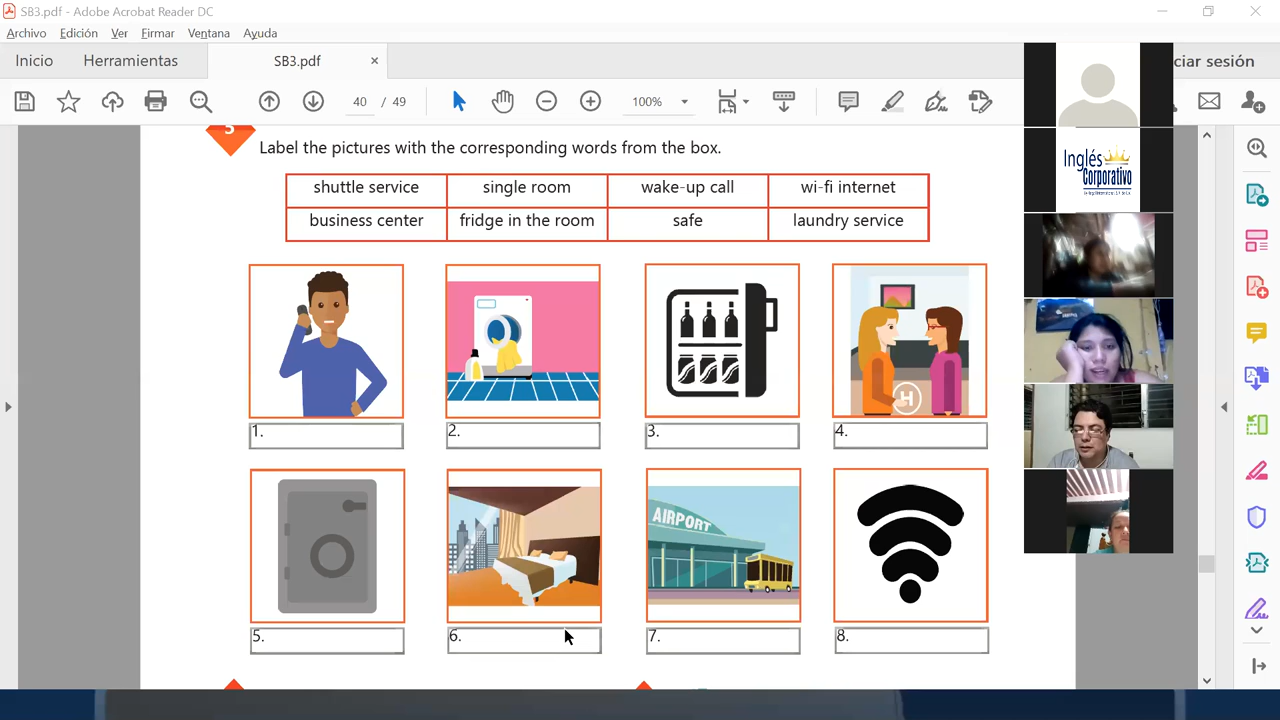 SB3.pdf - Adobe Acrobat Reader DC
Archivo Edición Ver Firmar Ventana Ayuda
Inicio Herramientas SB3.pdf × ciar sesión
40 / 49 100%
Label the pictures with the corresponding words from the box.
shuttle service single room wake-up call wi-fi internet
business center fridge in the room safe laundry service
1. 2. 3. 4.
H
AIRPORT
5. 6. 7. 8.
Inglés
Corporativo